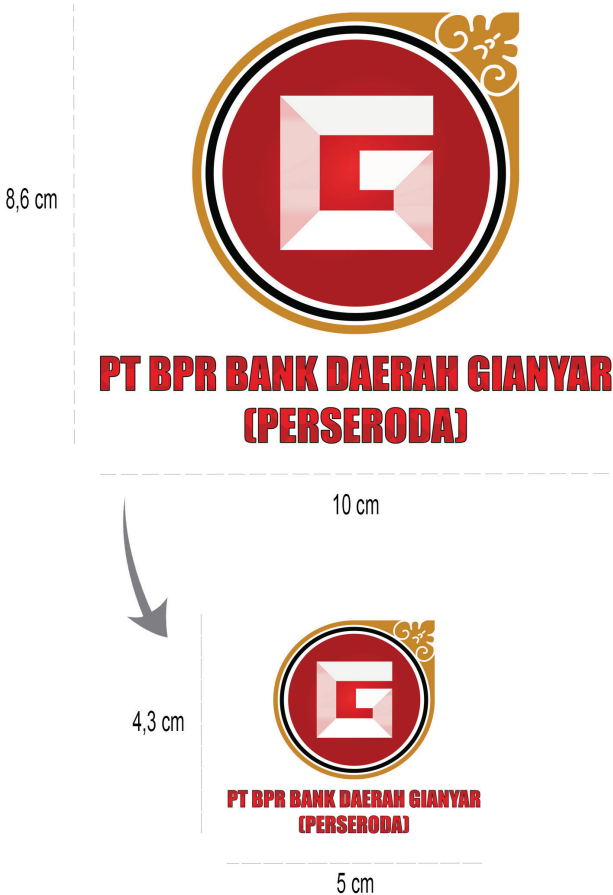 8,6 cm
PT BPR BANK DAERAH GIANYAR
(PERSERODA)
10 cm
4,3 cm
PT BPR BANK DAERAH GIANYAR
(PERSERODA)
5 cm